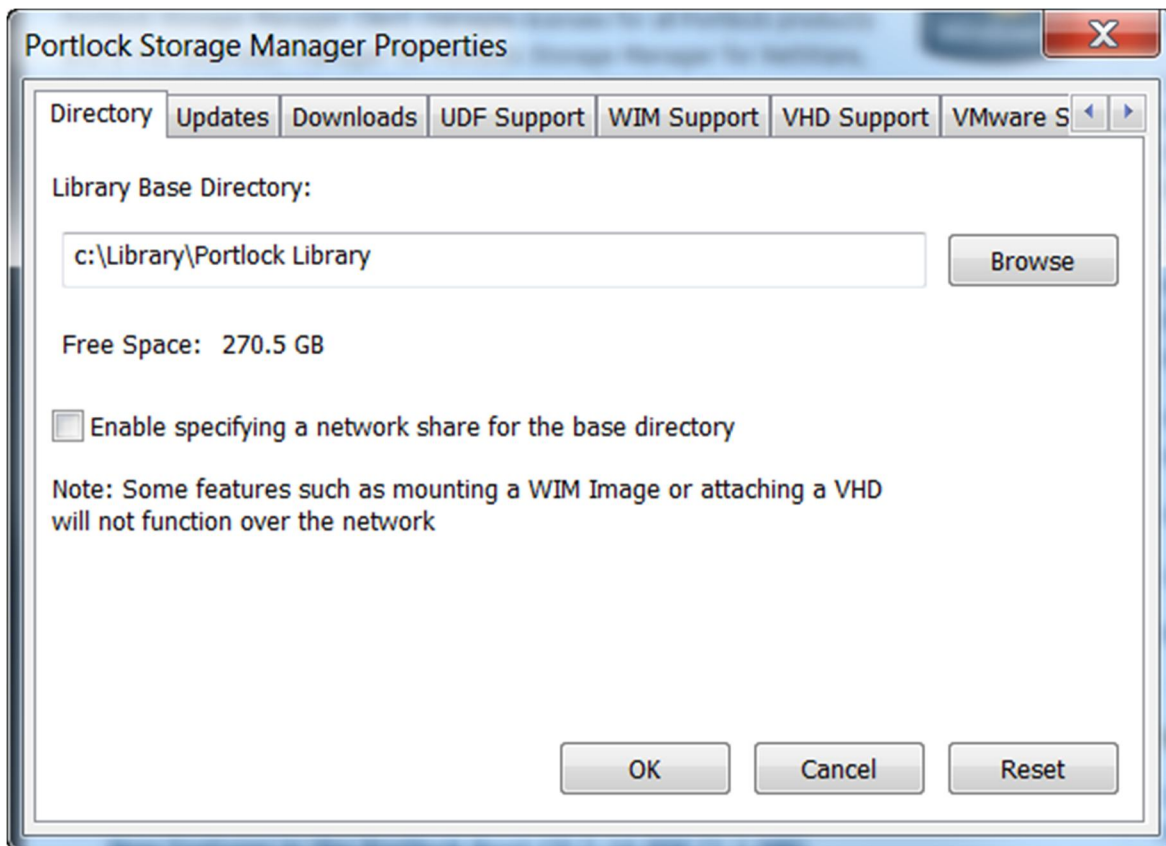 Portlock Storage Manager Properties
Directory
Updates
Downloads
UDF Support
WIM Support
VHD Support
VMware S
Library Base Directory:
c:\Library\Portlock Library
Browse
Free Space: 270.5 GB
Enable specifying a network share for the base directory
Note: Some features such as mounting a WIM Image or attaching a VHD
will not function over the network
OK
Cancel
Reset